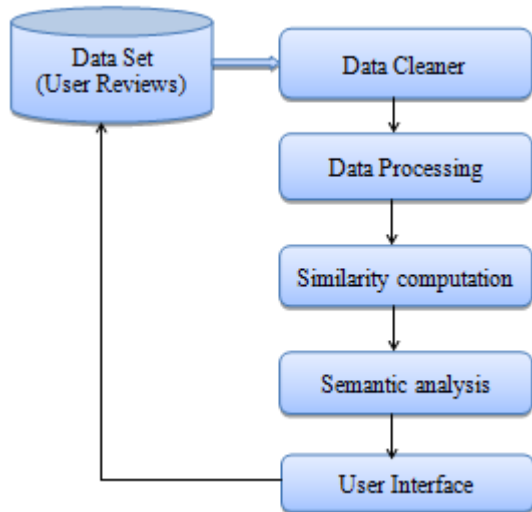 Data Set
(User Reviews)
Data Cleaner
Data Processing
Similarity computation
Semantic analysis
User Interface